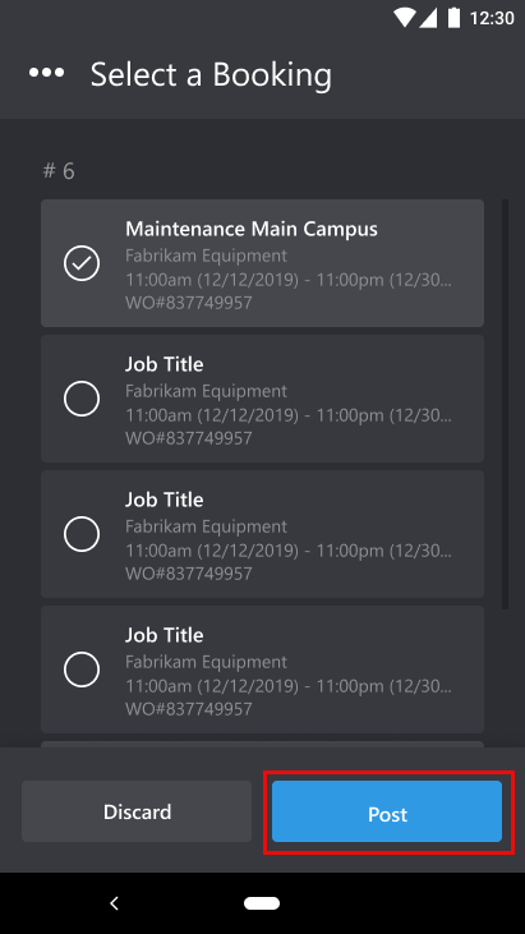 12:30
Select a Booking
# 6
Maintenance Main Campus
Fabrikam Equipment
11:00am (12/12/2019) - 11:00pm (12/30...
WO#837749957
Job Title
Fabrikam Equipment
11:00am (12/12/2019) - 11:00pm (12/30...
WO#837749957
Job Title
Fabrikam Equipment
11:00am (12/12/2019) - 11:00pm (12/30...
WO#837749957
Job Title
Fabrikam Equipment
11:00am (12/12/2019) - 11:00pm (12/30...
WO#837749957
Discard
Post